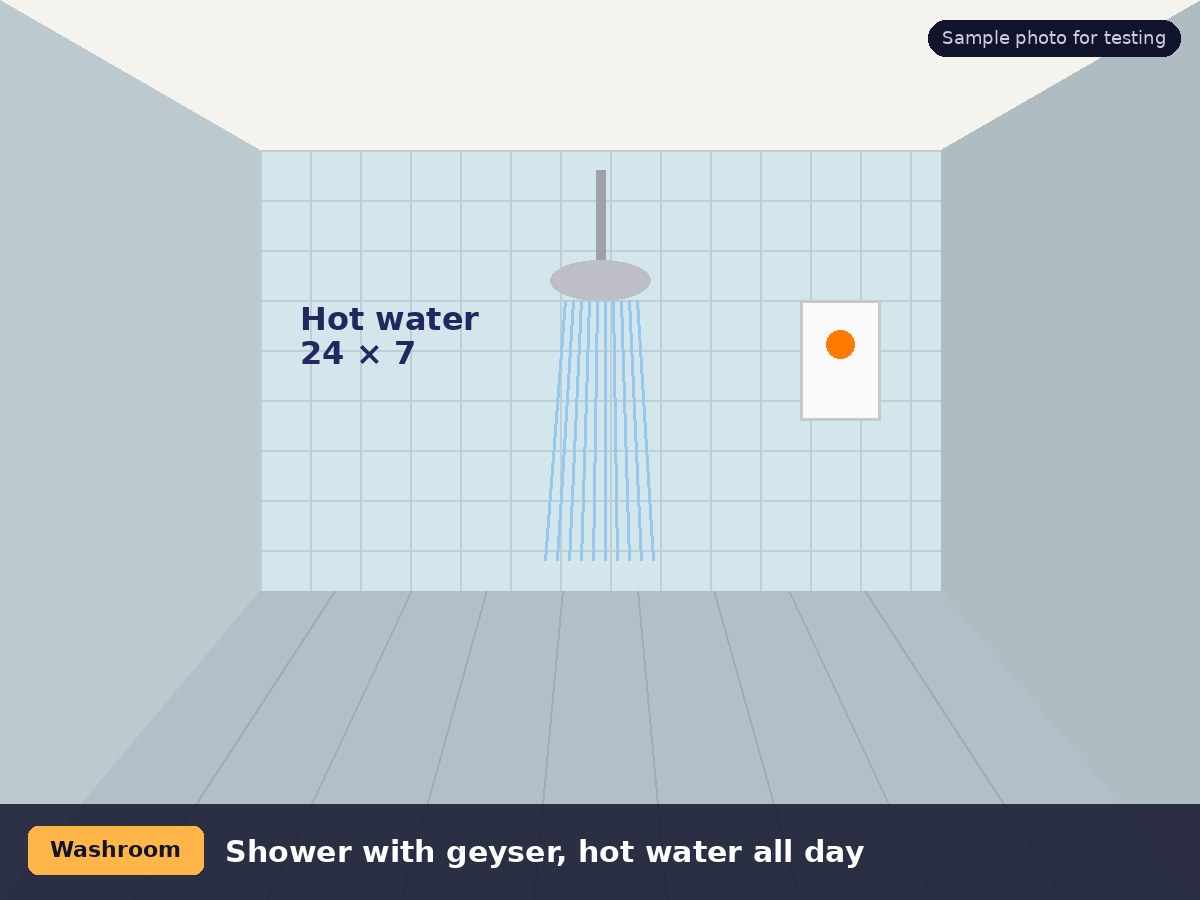 Sample photo for testing
Hot water
24 × 7
Washroom
Shower with geyser, hot water all day